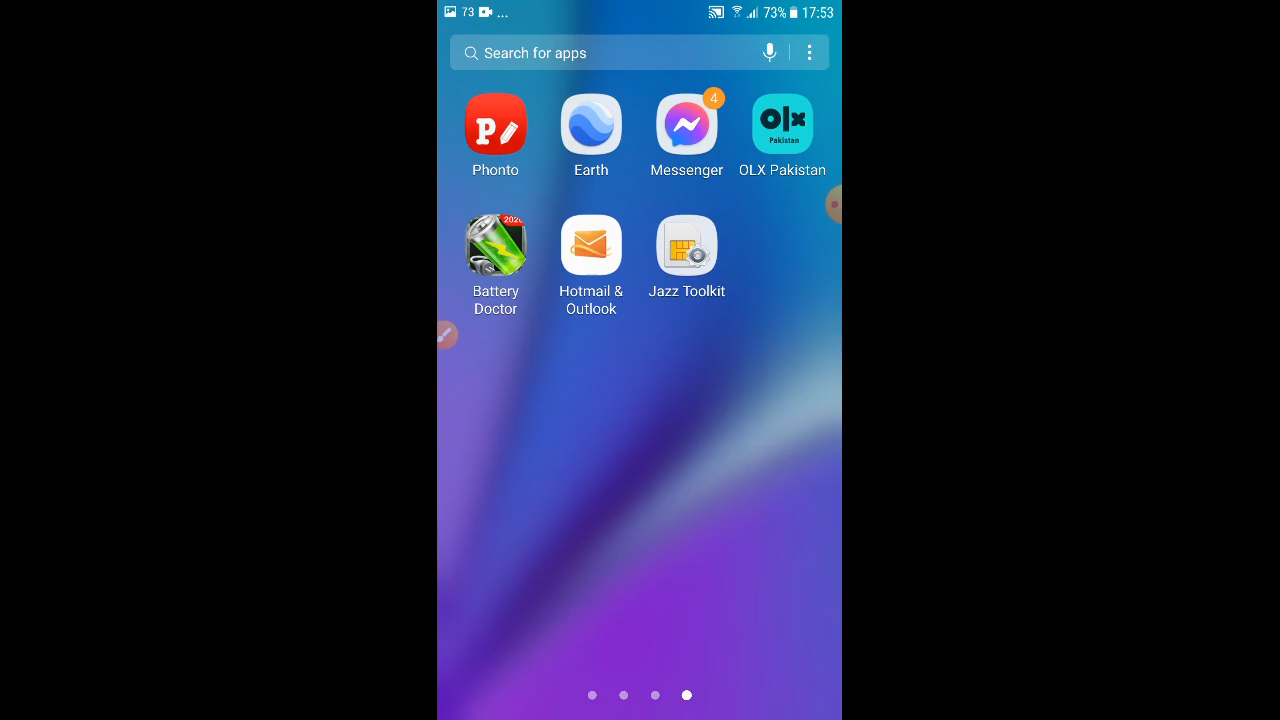 73 ... 73% 17:53
Search for apps
4
olx
Pakistan
P
Phonto Earth Messenger OLX Pakistan
Battery Doctor Hotmail & Outlook Jazz Toolkit